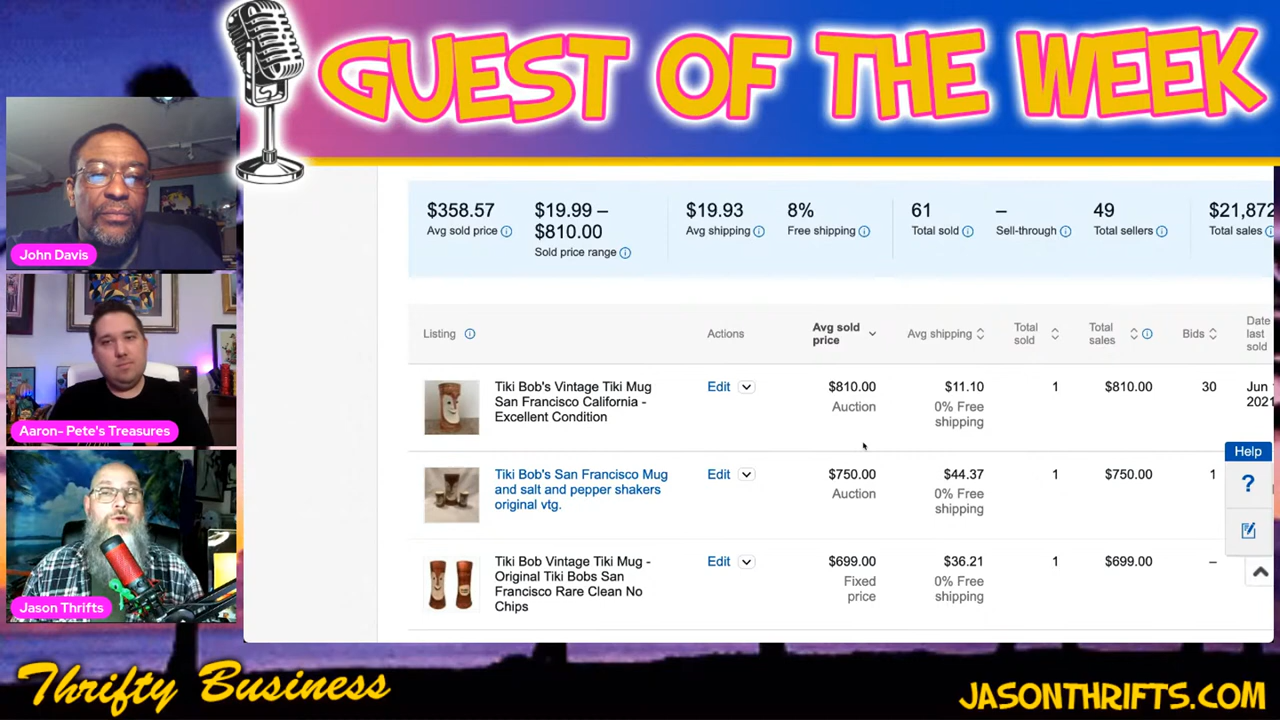 GUEST OF THE WEEK
John Davis
Aaron- Pete's Treasures
Jason Thrifts
$358.57
Avg sold price
$19.99 –
$810.00
Sold price range
$19.93
Avg shipping
8%
Free shipping
61
Total sold
–
Sell-through
49
Total sellers
$21,872
Total sales
Listing
Actions
Avg sold
price
Avg shipping
Total
sold
Total
sales
Bids
Date
last
sold
Tiki Bob's Vintage Tiki Mug
San Francisco California -
Excellent Condition
Edit
$810.00
Auction
$11.10
0% Free
shipping
1
$810.00
30
Jun
2021
Tiki Bob's San Francisco Mug
and salt and pepper shakers
original vtg.
Edit
$750.00
Auction
$44.37
0% Free
shipping
1
$750.00
1
Tiki Bob Vintage Tiki Mug -
Original Tiki Bobs San
Francisco Rare Clean No
Chips
Edit
$699.00
Fixed
price
$36.21
0% Free
shipping
1
$699.00
–
Help
?
Thrifty Business
JASONTHRIFTS.COM